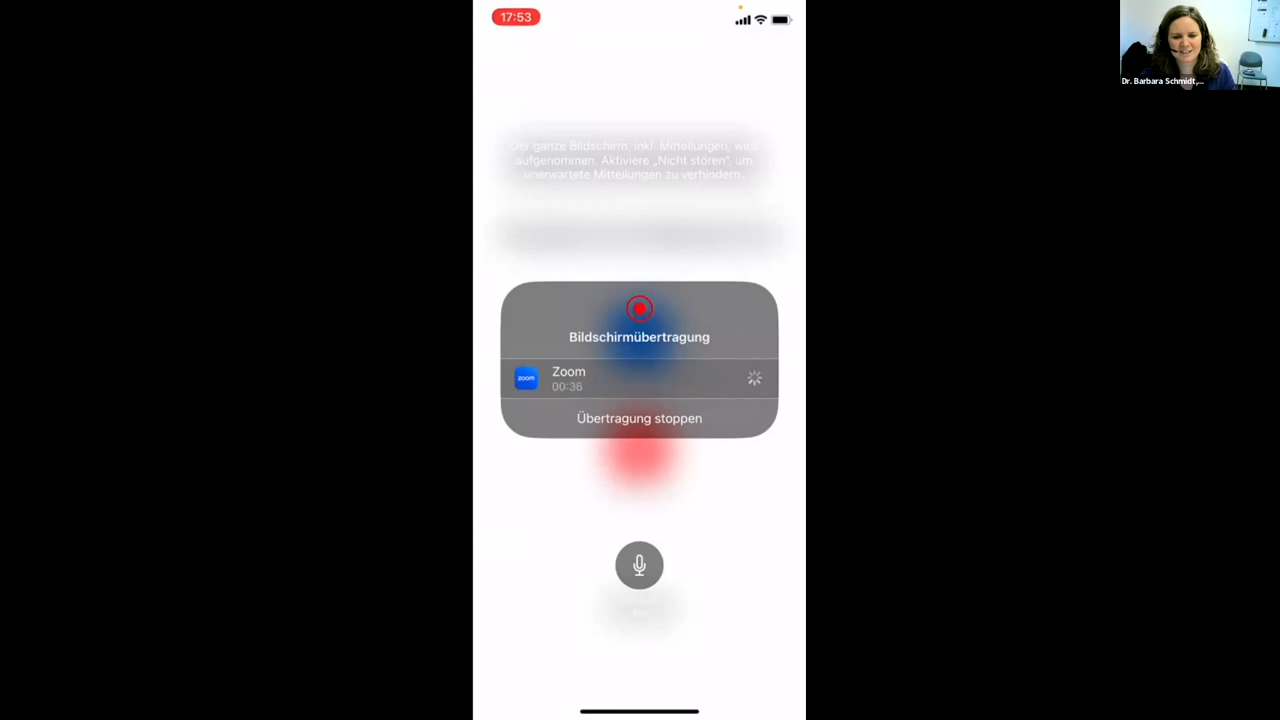 17:53
Dr. Barbara Schmidt,...
Der ganze Bildschirm, inkl. Mitteilungen, wird
aufgenommen. Aktiviere „Nicht stören“, um
unerwartete Mitteilungen zu verhindern.
Bildschirmübertragung
zoom
Zoom
00:36
Übertragung stoppen